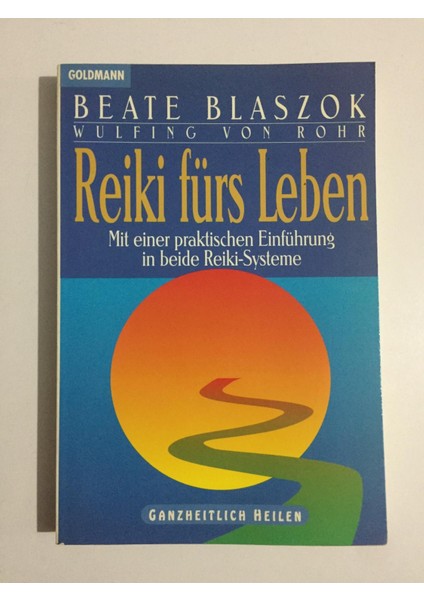 GOLDMANN
BEATE BLASZOK
WULFING VON ROHR
Reiki fürs Leben
Mit einer praktischen Einführung
in beide Reiki-Systeme
GANZHEITLICH HEILEN